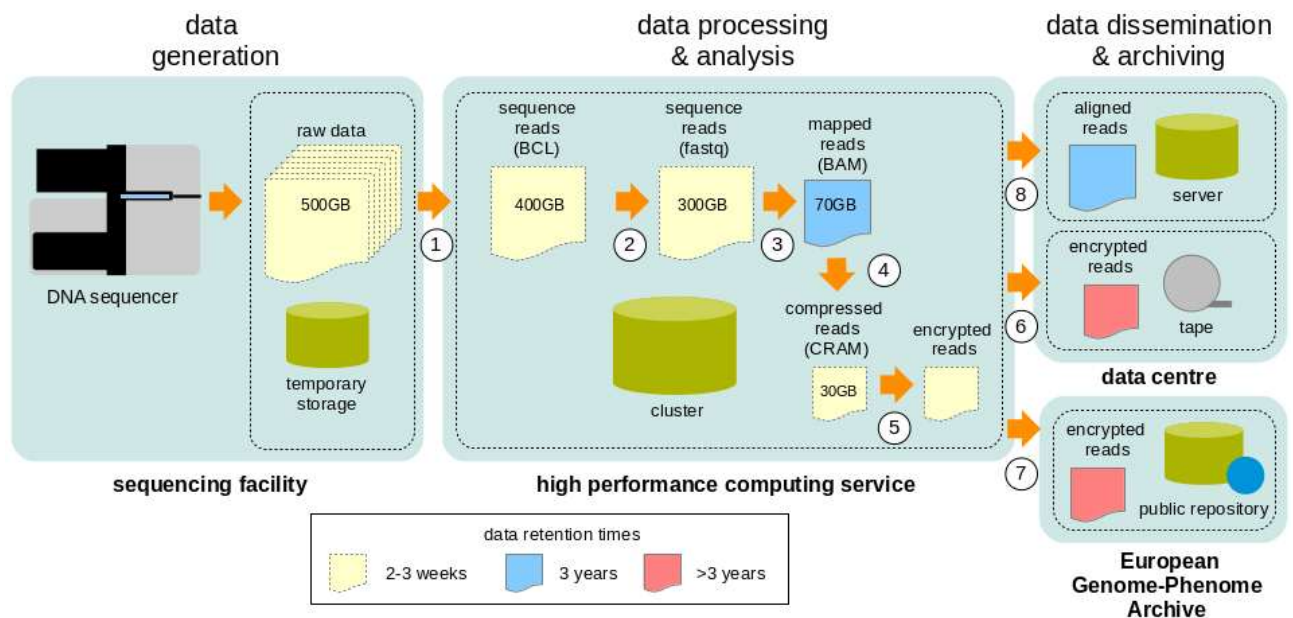 data
generation
data processing
& analysis
data dissemination
& archiving
raw data
500GB
DNA sequencer
temporary
storage
sequencing facility
1
sequence
reads
(BCL)
400GB
2
sequence
reads
(fastq)
300GB
3
mapped
reads
(BAM)
70GB
4
compressed
reads
(CRAM)
30GB
5
encrypted
reads
cluster
high performance computing service
8
aligned
reads
server
6
encrypted
reads
tape
data centre
7
encrypted
reads
public repository
European
Genome-Phenome
Archive
data retention times
2-3 weeks
3 years
>3 years